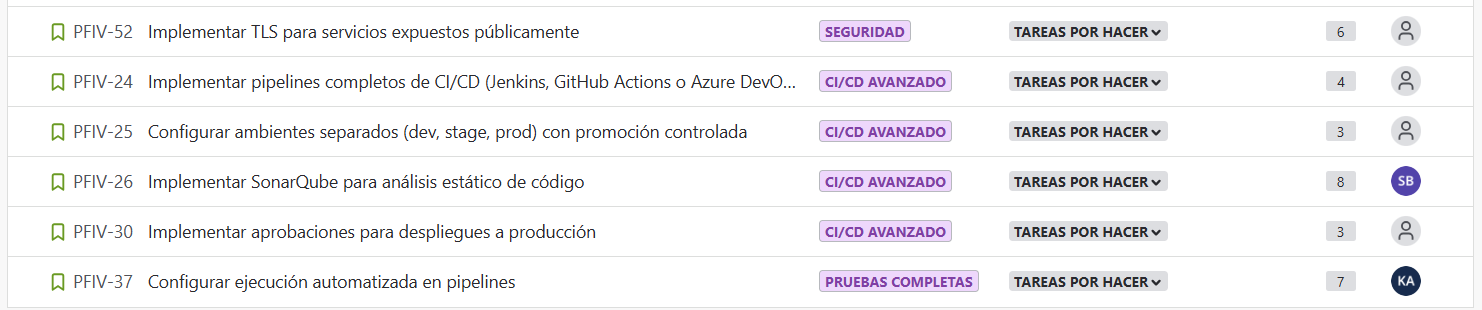 PFIV-52 Implementar TLS para servicios expuestos públicamente SEGURIDAD TAREAS POR HACER 6
PFIV-24 Implementar pipelines completos de CI/CD (Jenkins, GitHub Actions o Azure DevO... CI/CD AVANZADO TAREAS POR HACER 4
PFIV-25 Configurar ambientes separados (dev, stage, prod) con promoción controlada CI/CD AVANZADO TAREAS POR HACER 3
PFIV-26 Implementar SonarQube para análisis estático de código CI/CD AVANZADO TAREAS POR HACER 8 SB
PFIV-30 Implementar aprobaciones para despliegues a producción CI/CD AVANZADO TAREAS POR HACER 3
PFIV-37 Configurar ejecución automatizada en pipelines PRUEBAS COMPLETAS TAREAS POR HACER 7 KA